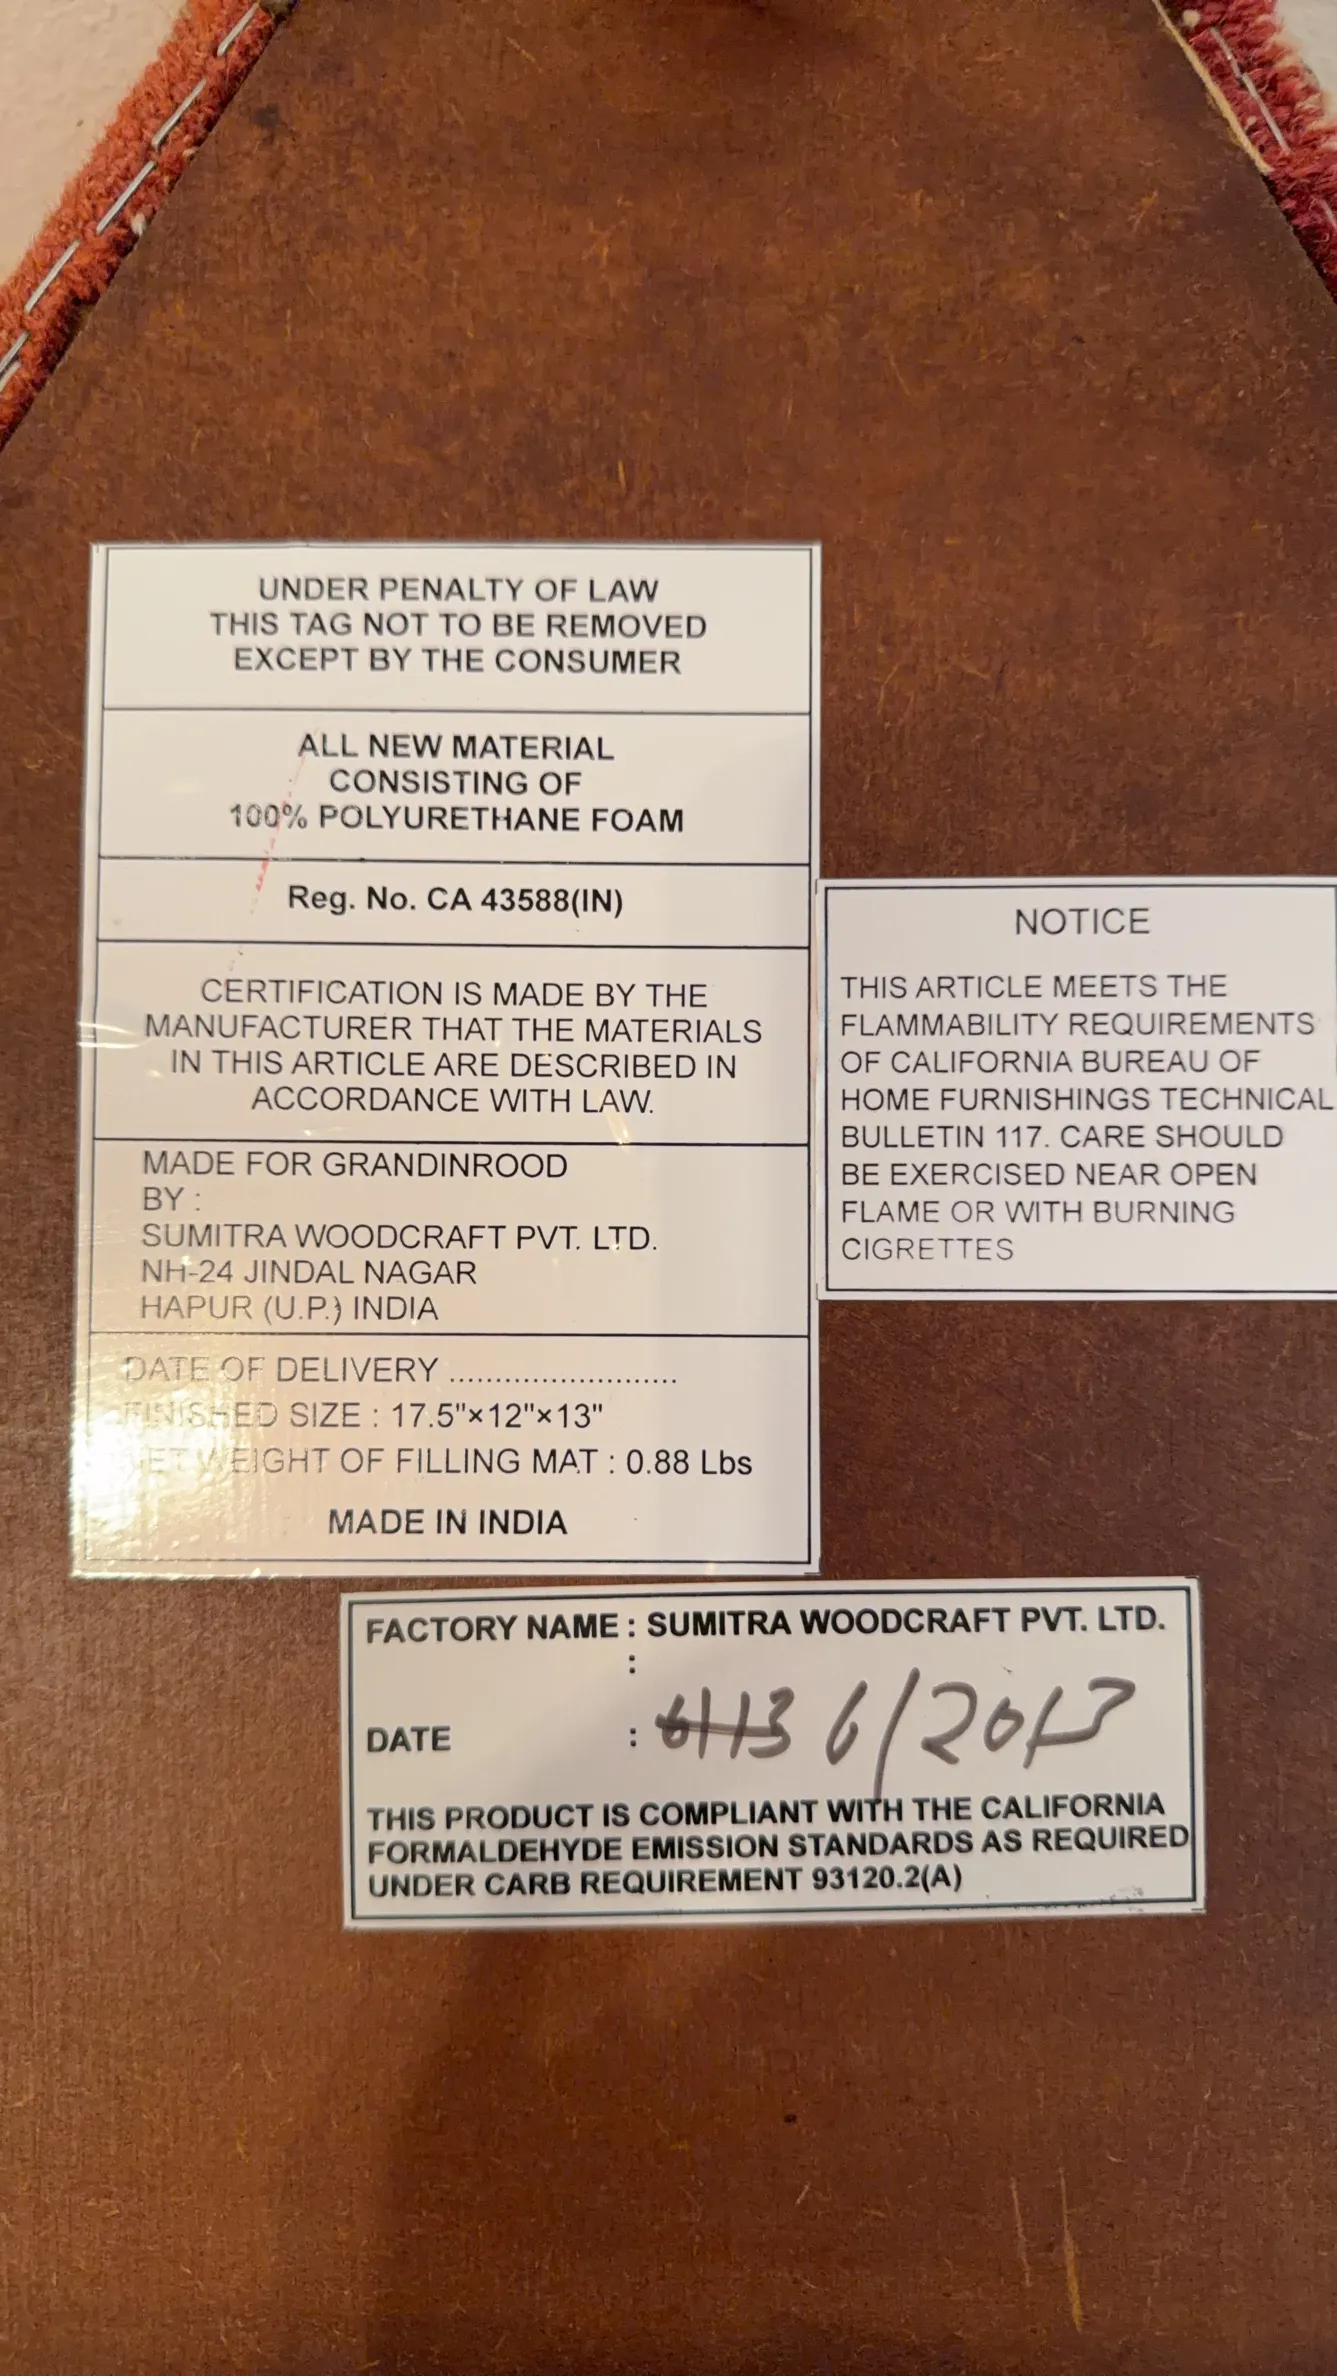 UNDER PENALTY OF LAW
THIS TAG NOT TO BE REMOVED
EXCEPT BY THE CONSUMER
ALL NEW MATERIAL
CONSISTING OF
100% POLYURETHANE FOAM
Reg. No. CA 43588(IN)
CERTIFICATION IS MADE BY THE
MANUFACTURER THAT THE MATERIALS
IN THIS ARTICLE ARE DESCRIBED IN
ACCORDANCE WITH LAW.
MADE FOR GRANDINROOD
BY :
SUMITRA WOODCRAFT PVT. LTD.
NH-24 JINDAL NAGAR
HAPUR (U.P.) INDIA
DATE OF DELIVERY .........................
FINISHED SIZE : 17.5"×12"×13"
NET WEIGHT OF FILLING MAT : 0.88 Lbs
MADE IN INDIA
NOTICE
THIS ARTICLE MEETS THE
FLAMMABILITY REQUIREMENTS
OF CALIFORNIA BUREAU OF
HOME FURNISHINGS TECHNICAL
BULLETIN 117. CARE SHOULD
BE EXERCISED NEAR OPEN
FLAME OR WITH BURNING
CIGRETTES
FACTORY NAME : SUMITRA WOODCRAFT PVT. LTD.
:
DATE : 6/13 6/2013
THIS PRODUCT IS COMPLIANT WITH THE CALIFORNIA
FORMALDEHYDE EMISSION STANDARDS AS REQUIRED
UNDER CARB REQUIREMENT 93120.2(A)